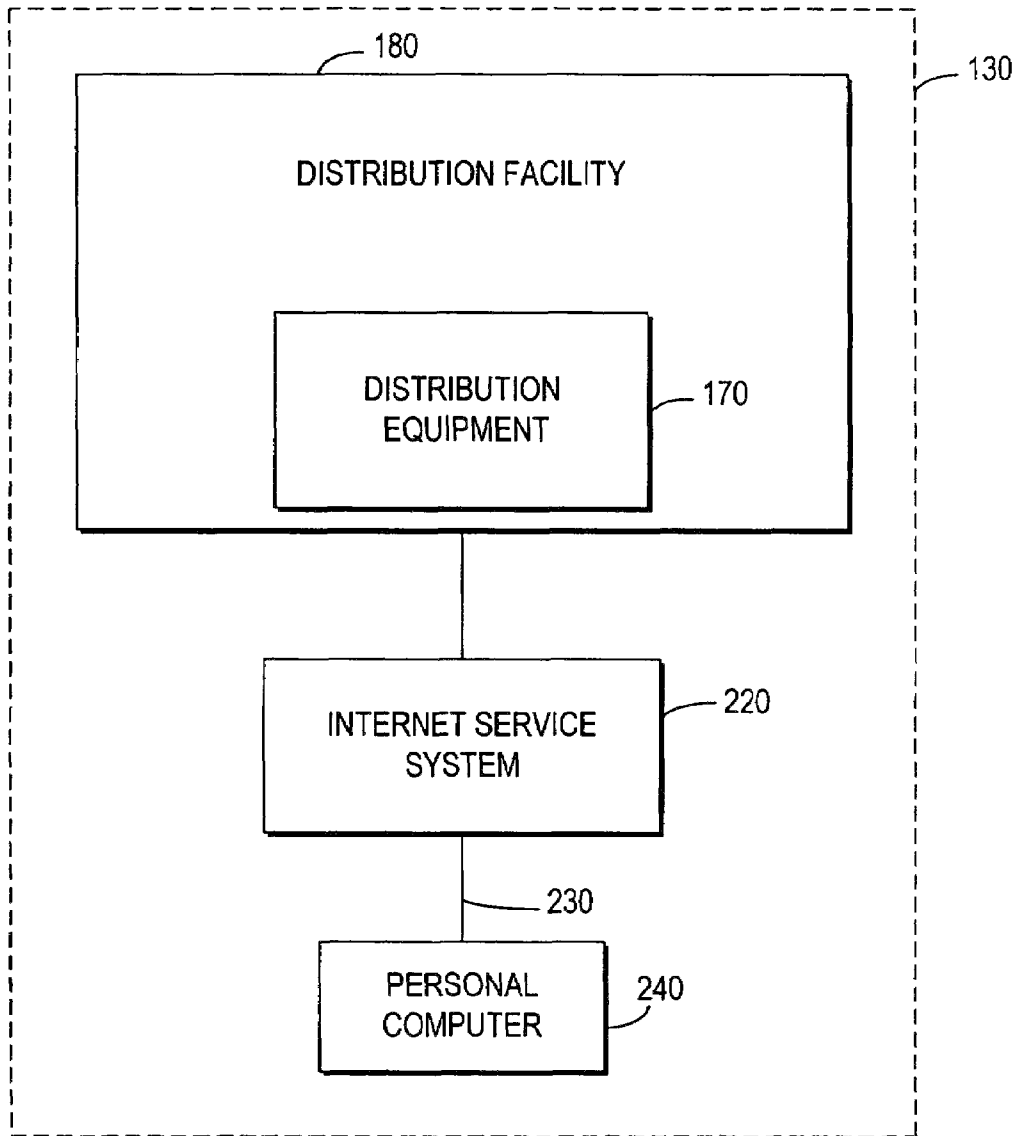 180
130
DISTRIBUTION FACILITY
DISTRIBUTION
EQUIPMENT
170
INTERNET SERVICE
SYSTEM
220
230
PERSONAL
COMPUTER
240